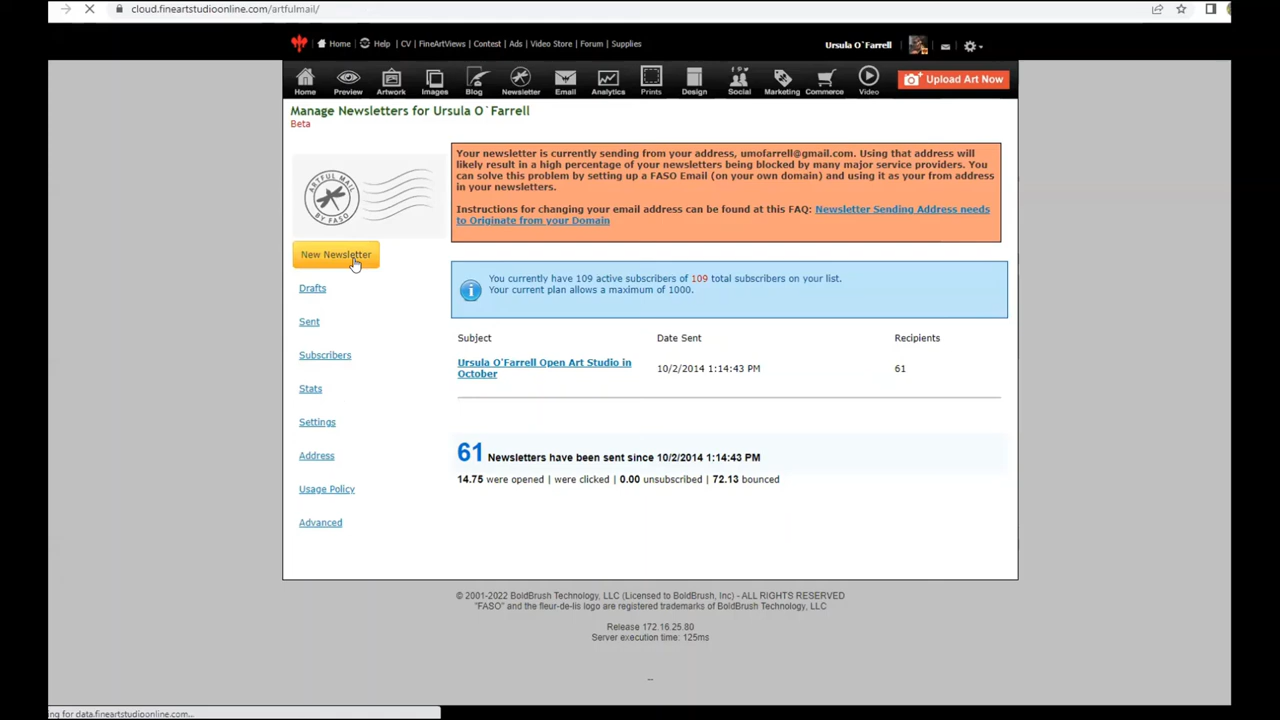 cloud.fineartstudioonline.com/artfulmail/
Home Help CV | FineArtViews | Contest | Ads | Video Store | Forum | Supplies
Ursula O`Farrell
Home Preview Artwork Images Blog Newsletter Email Analytics Prints Design Social Marketing Commerce Video
Upload Art Now
Manage Newsletters for Ursula O`Farrell
Beta
ARTFUL MAIL
BY FASO
Your newsletter is currently sending from your address, umofarrell@gmail.com. Using that address will
likely result in a high percentage of your newsletters being blocked by many major service providers. You
can solve this problem by setting up a FASO Email (on your own domain) and using it as your from address
in your newsletters.
Instructions for changing your email address can be found at this FAQ: Newsletter Sending Address needs
to Originate from your Domain
New Newsletter
Drafts
Sent
Subscribers
Stats
Settings
Address
Usage Policy
Advanced
You currently have 109 active subscribers of 109 total subscribers on your list.
Your current plan allows a maximum of 1000.
Subject Date Sent Recipients
Ursula O'Farrell Open Art Studio in
October
10/2/2014 1:14:43 PM 61
61 Newsletters have been sent since 10/2/2014 1:14:43 PM
14.75 were opened | were clicked | 0.00 unsubscribed | 72.13 bounced
© 2001-2022 BoldBrush Technology, LLC (Licensed to BoldBrush, Inc) - ALL RIGHTS RESERVED
"FASO" and the fleur-de-lis logo are registered trademarks of BoldBrush Technology, LLC
Release 172.16.25.80
Server execution time: 125ms
--
ng for data.fineartstudioonline.com...